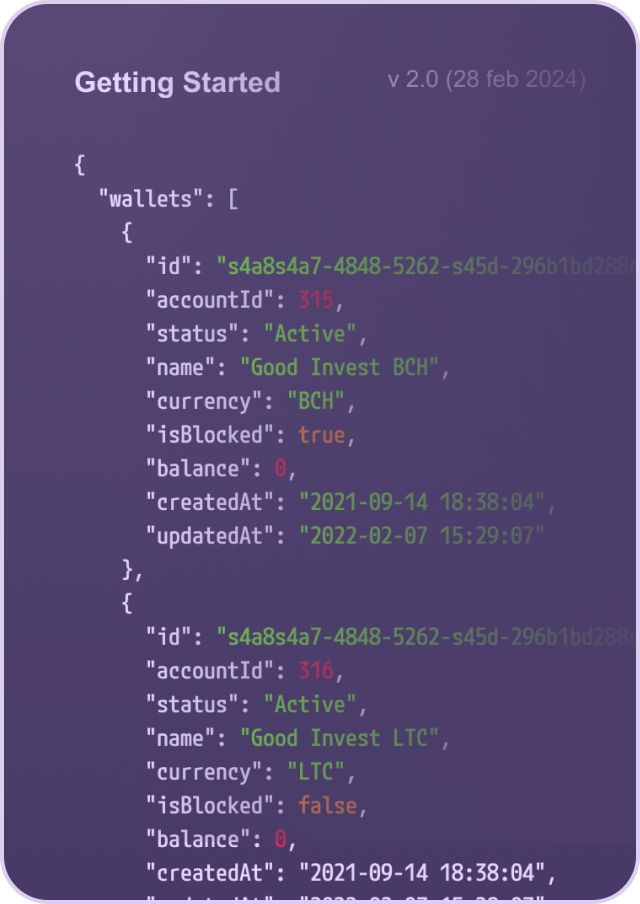 Getting Started
v 2.0 (28 feb 2024)
{
"wallets": [
{
"id": "s4a8s4a7-4848-5262-s45d-296b1bd288
"accountId": 315,
"status": "Active",
"name": "Good Invest BCH",
"currency": "BCH",
"isBlocked": true,
"balance": 0,
"createdAt": "2021-09-14 18:38:04",
"updatedAt": "2022-02-07 15:29:07"
},
{
"id": "s4a8s4a7-4848-5262-s45d-296b1bd288
"accountId": 316,
"status": "Active",
"name": "Good Invest LTC",
"currency": "LTC",
"isBlocked": false,
"balance": 0,
"createdAt": "2021-09-14 18:38:04",